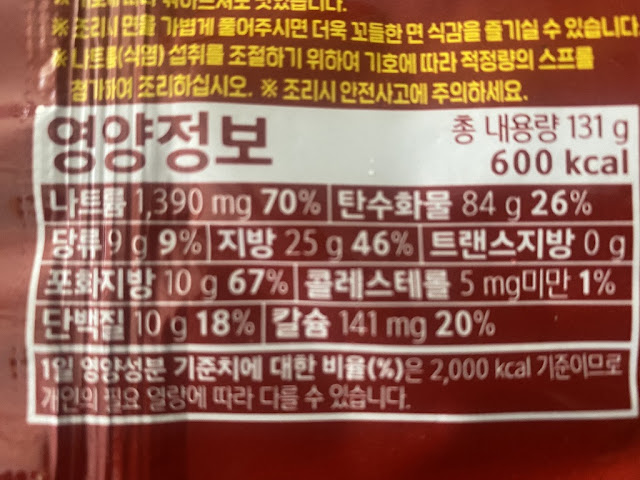 맛있습니다.
※ 조리시 면을 가볍게 풀어주시면 더욱 꼬들한 면 식감을 즐기실 수 있습니다.
※ 나트륨(식염) 섭취를 조절하기 위하여 기호에 따라 적정량의 스프를
첨가하여 조리하십시오. ※ 조리시 안전사고에 주의하세요.
영양정보
총 내용량 131 g
600 kcal
나트륨 1,390 mg 70% 탄수화물 84 g 26%
당류 9 g 9% 지방 25 g 46% 트랜스지방 0 g
포화지방 10 g 67% 콜레스테롤 5 mg미만 1%
단백질 10 g 18% 칼슘 141 mg 20%
1일 영양성분 기준치에 대한 비율(%)은 2,000 kcal 기준이므로
개인의 필요 열량에 따라 다를 수 있습니다.